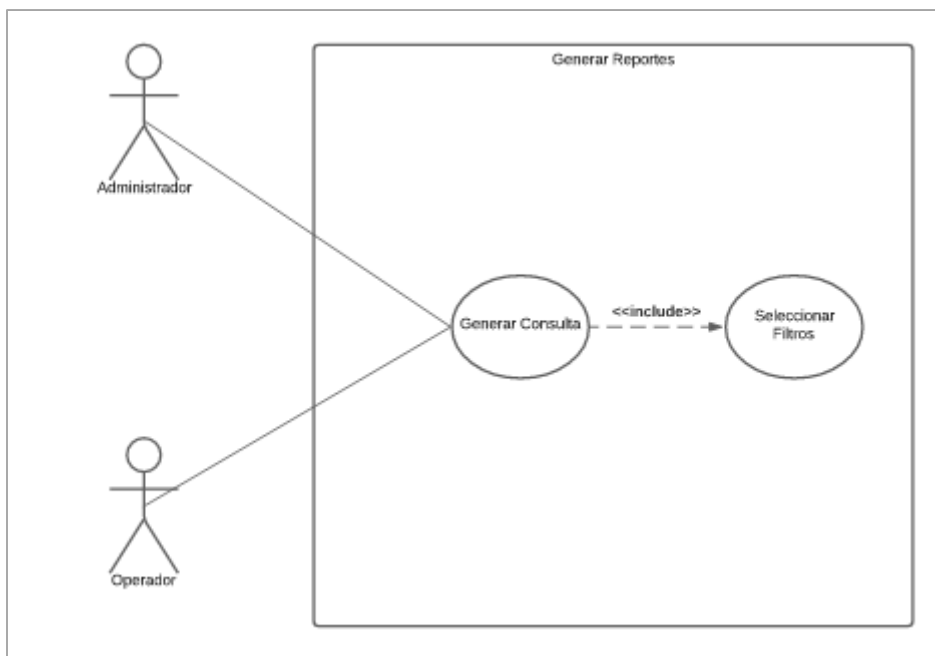 Generar Reportes
Administrador
Generar Consulta
<<include>>
Seleccionar
Filtros
Operador